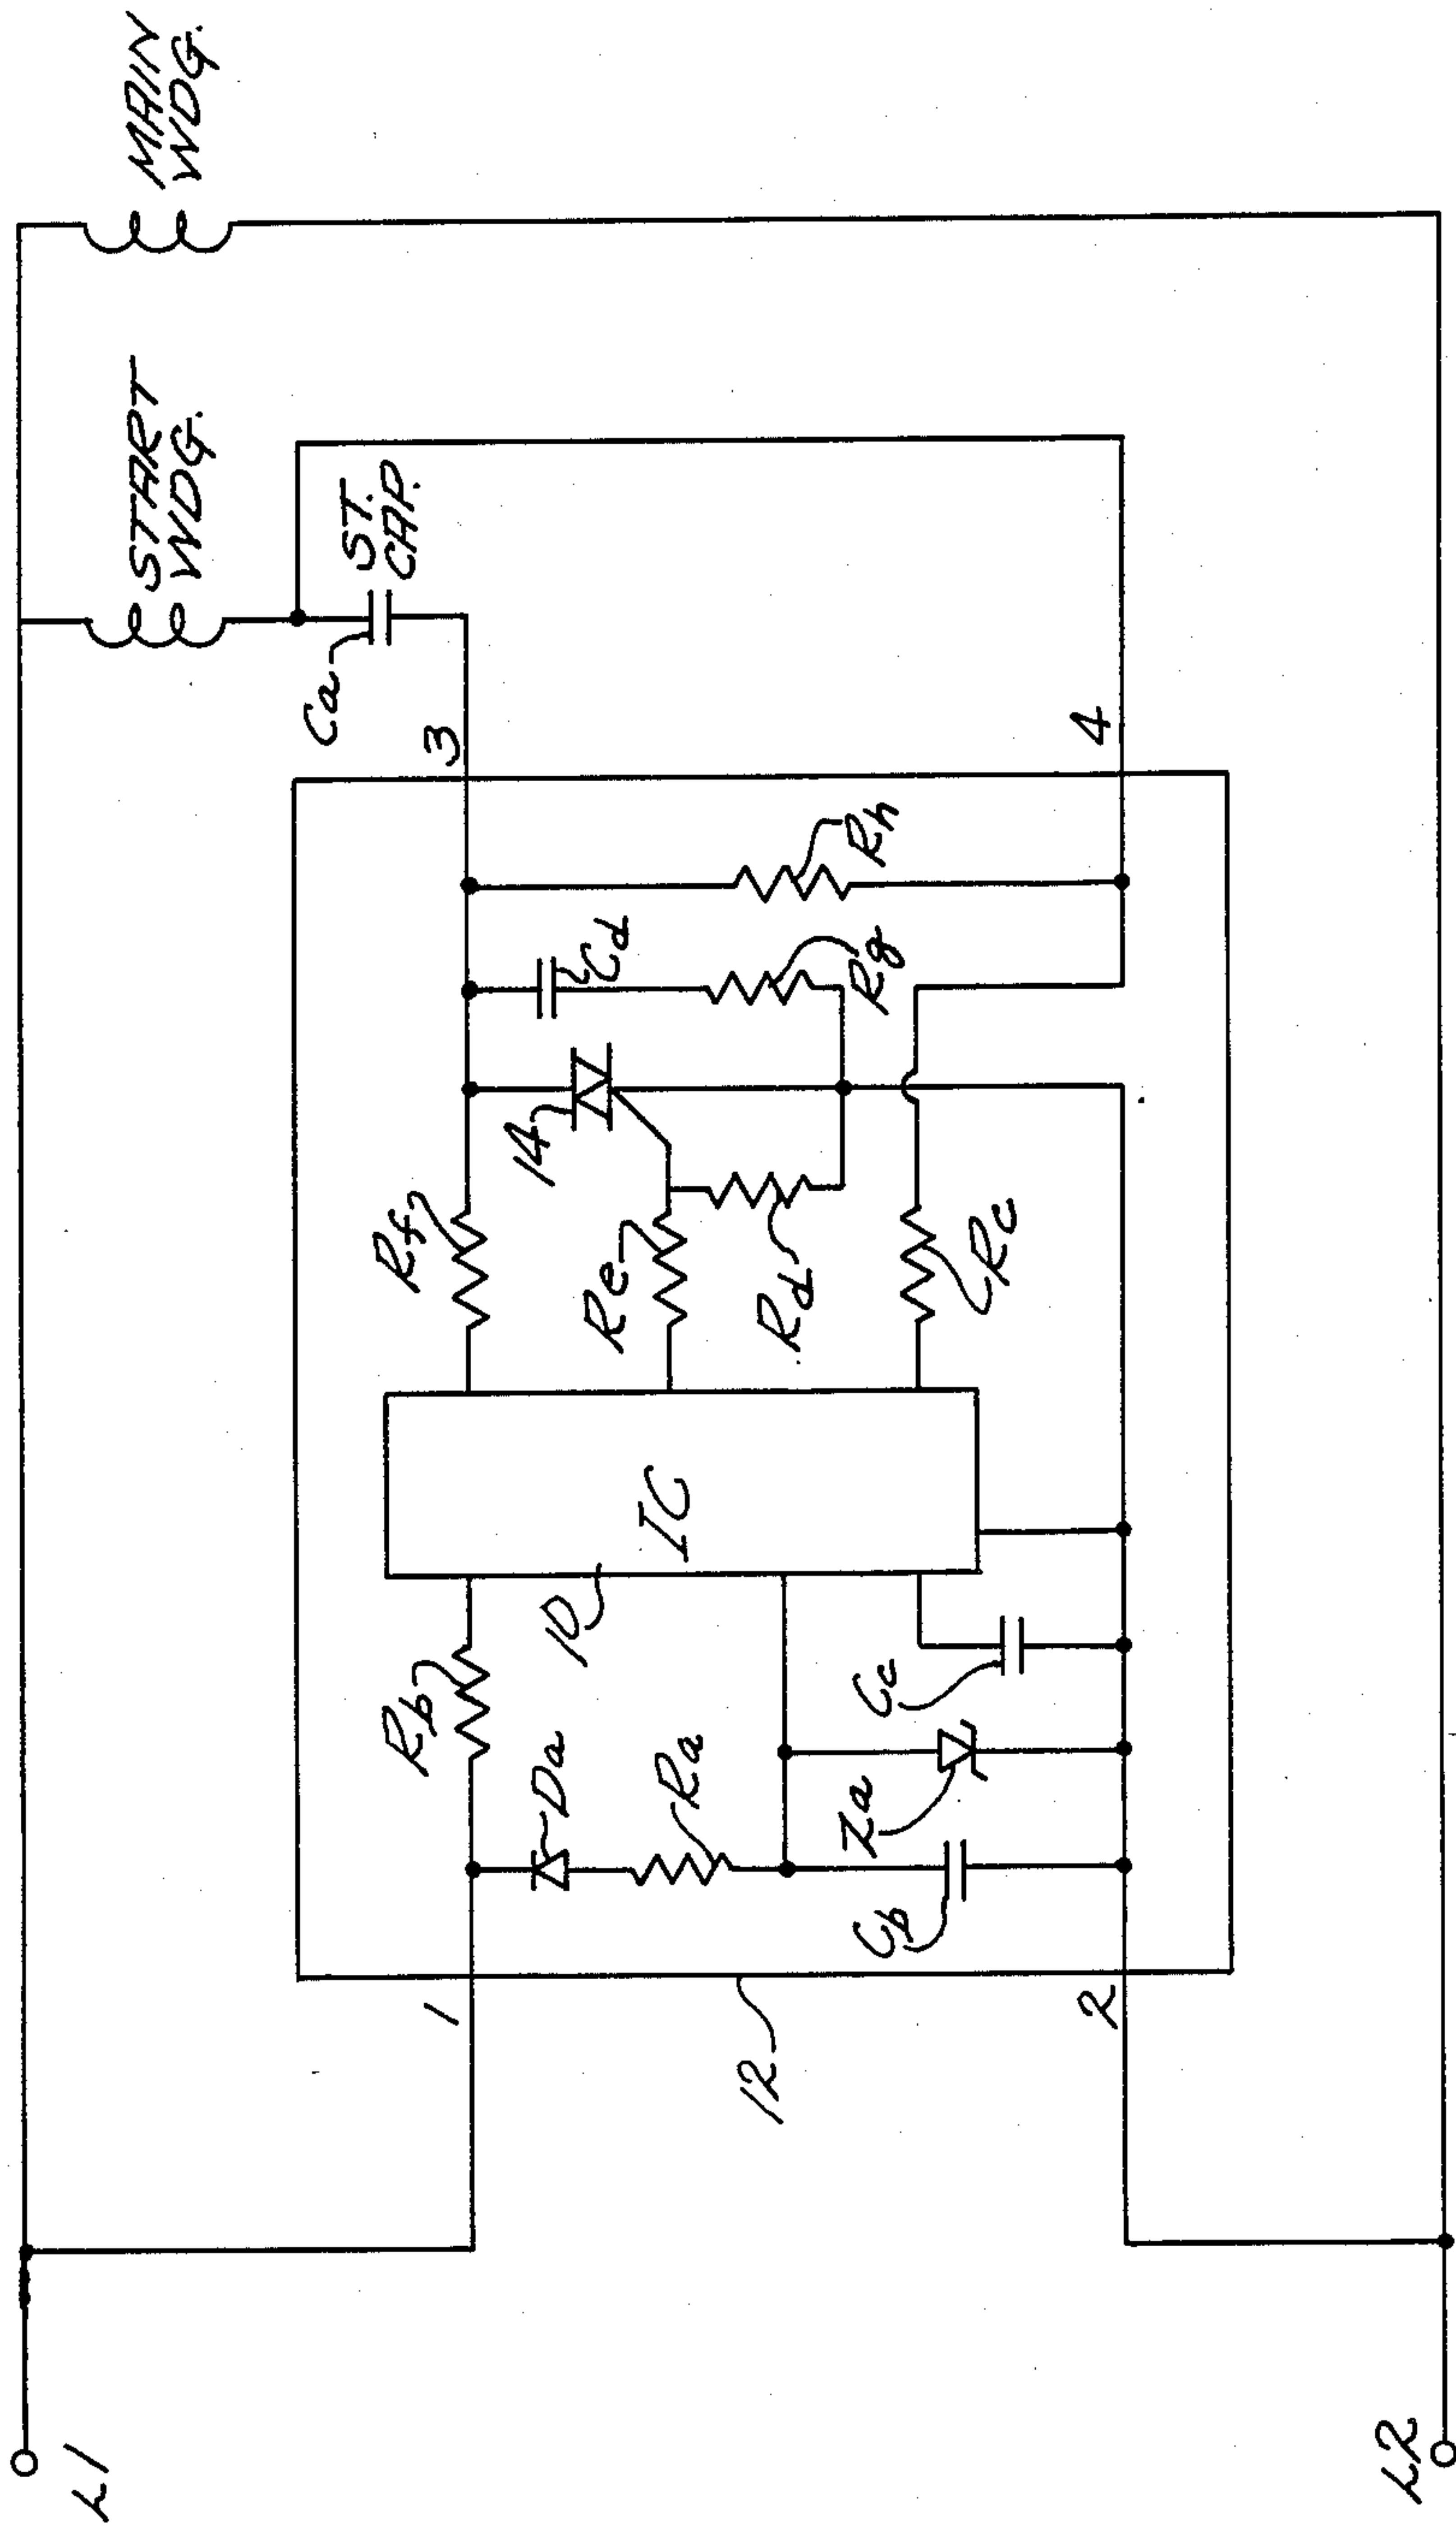 L1
L2
START
WDG.
MAIN
WDG.
Ca
ST.
CAP.
1
2
3
4
12
Rb
Da
Ra
Cb
Za
Cc
10
IC
Rf
14
Re
Rd
Rc
Cd
Rg
Rh